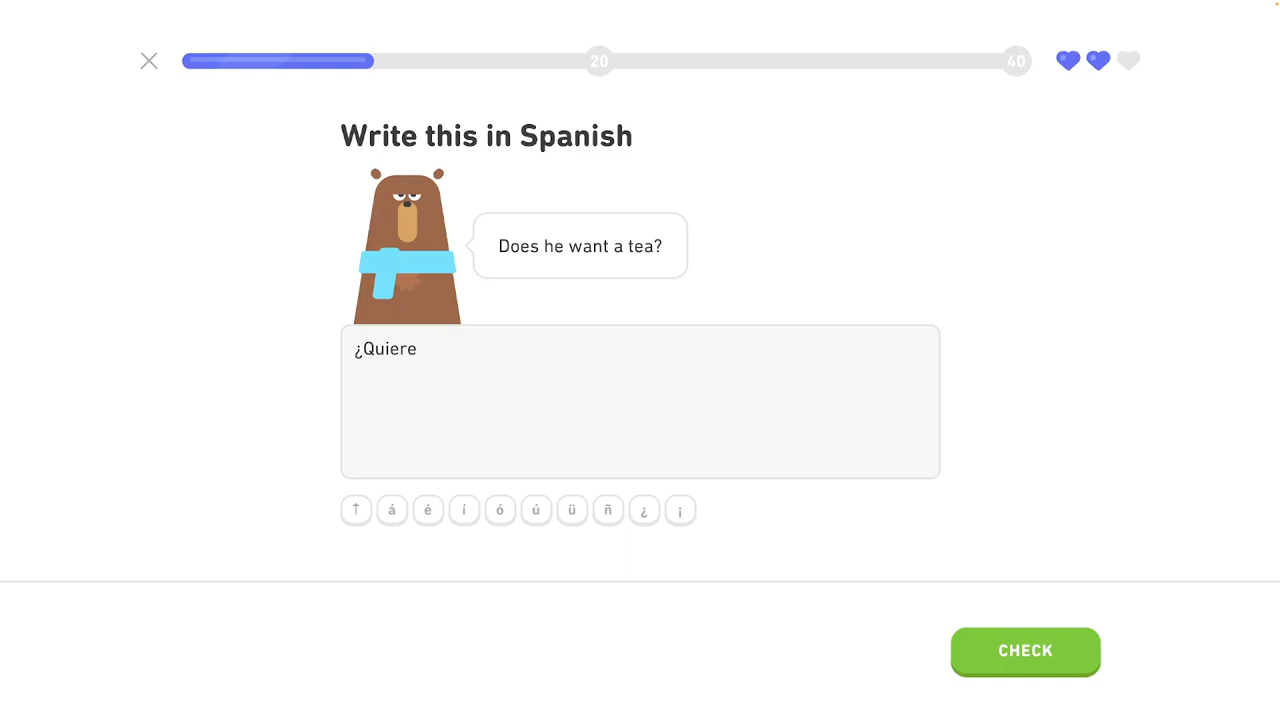 20
40
Write this in Spanish
Does he want a tea?
¿Quiere
↑ á é í ó ú ü ñ ¿ ¡
CHECK